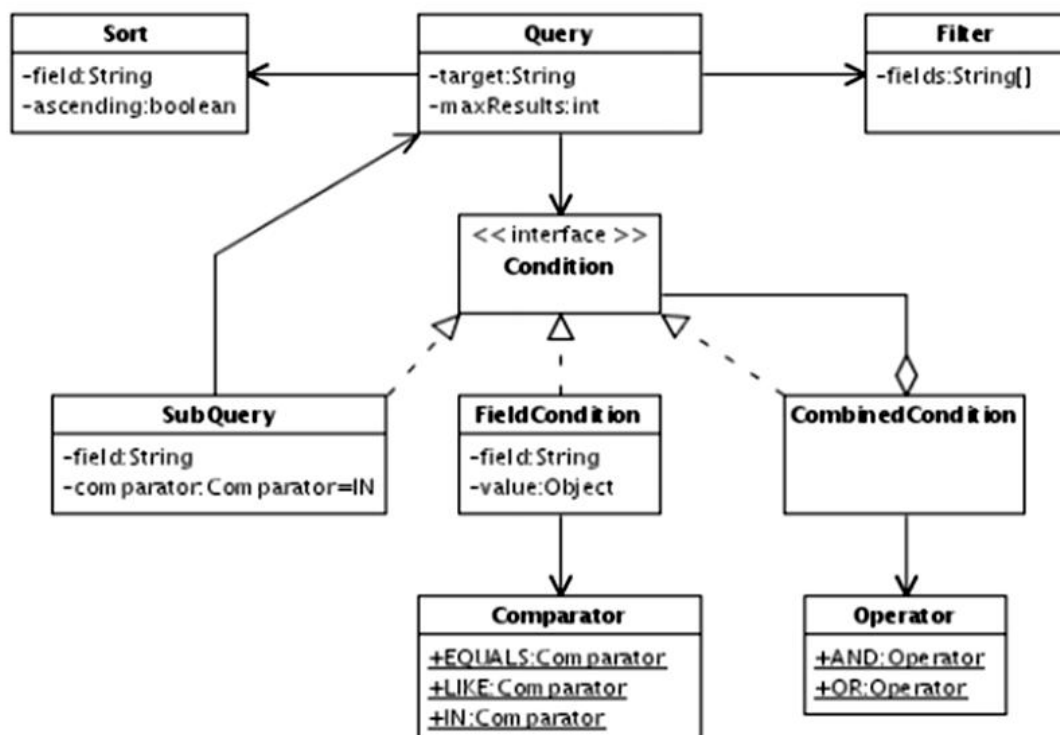 Sort
-field:String
-ascending:boolean
Query
-target:String
-maxResults:int
Filter
-fields:String[]
<< interface >>
Condition
SubQuery
-field:String
-comparator:Comparator=IN
FieldCondition
-field:String
-value:Object
CombinedCondition
Comparator
+EQUALS:Comparator
+LIKE:Comparator
+IN:Comparator
Operator
+AND:Operator
+OR:Operator